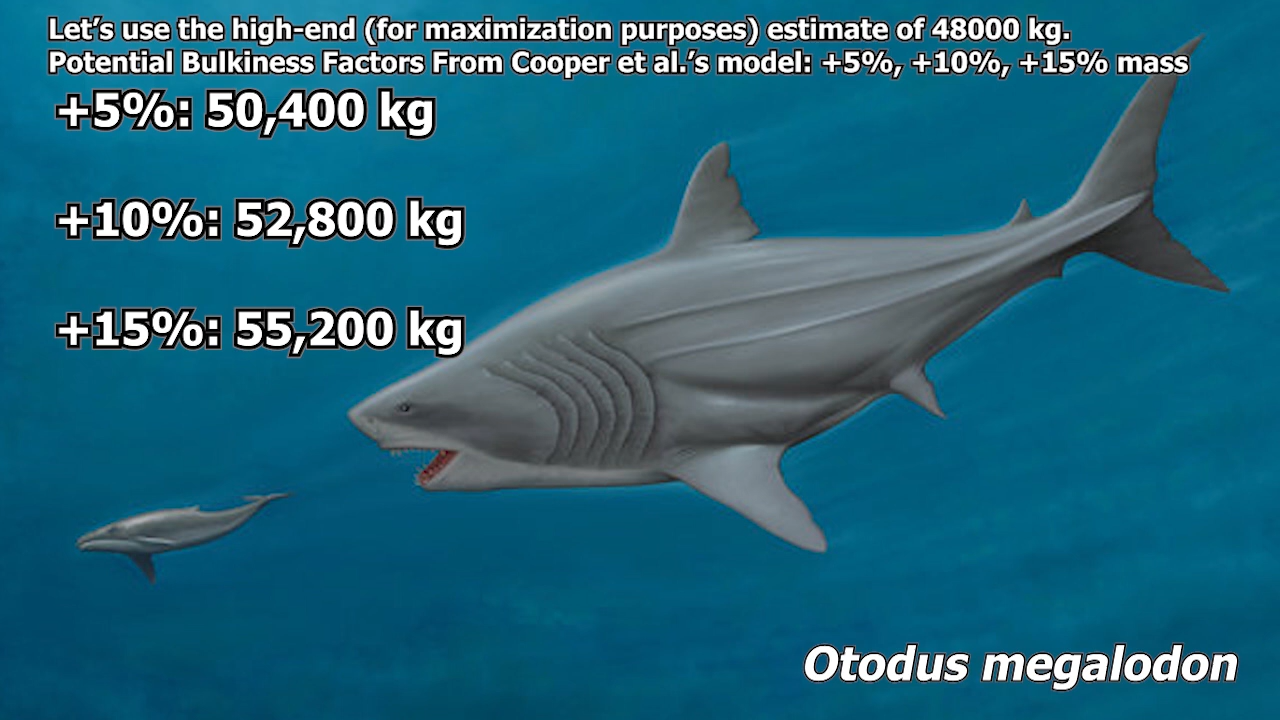 Let’s use the high-end (for maximization purposes) estimate of 48000 kg.
Potential Bulkiness Factors From Cooper et al.’s model: +5%, +10%, +15% mass
+5%: 50,400 kg
+10%: 52,800 kg
+15%: 55,200 kg
Otodus megalodon